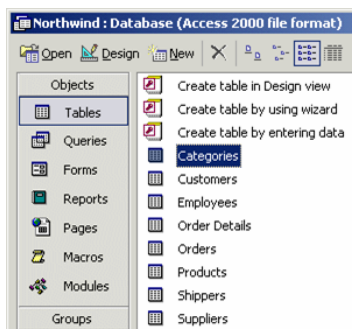 Northwind : Database (Access 2000 file format)
Open Design New
Objects
Tables
Queries
Forms
Reports
Pages
Macros
Modules
Groups
Create table in Design view
Create table by using wizard
Create table by entering data
Categories
Customers
Employees
Order Details
Orders
Products
Shippers
Suppliers